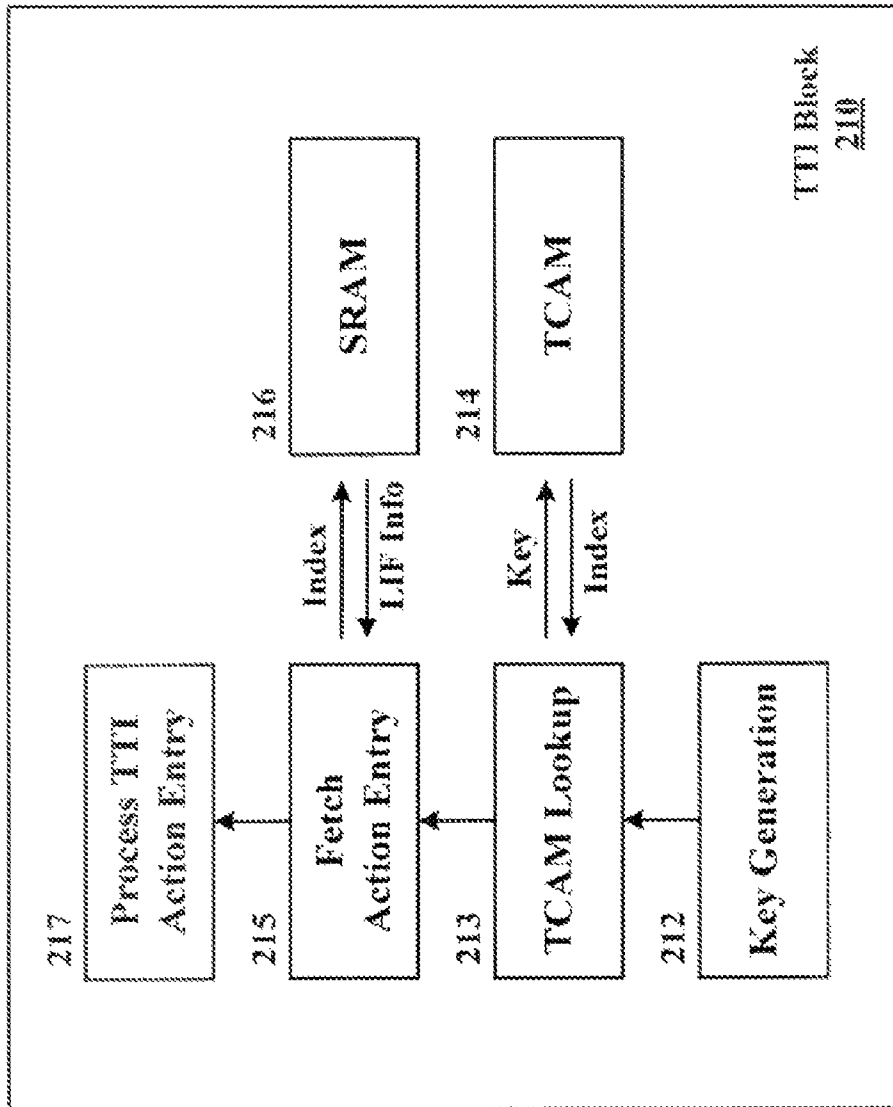 217
Process TTI
Action Entry
215
Fetch
Action Entry
Index
LIF Info
216
SRAM
213
TCAM Lookup
Key
Index
214
TCAM
212
Key Generation
TTI Block
210